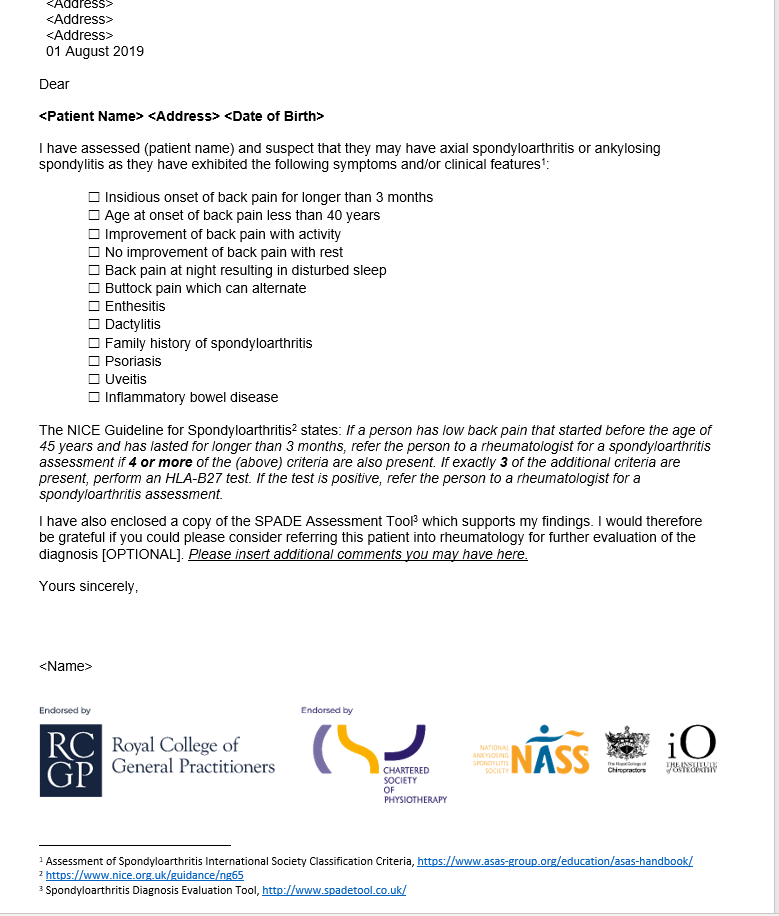 <Address>
<Address>
<Address>
01 August 2019
Dear
<Patient Name> <Address> <Date of Birth>
I have assessed (patient name) and suspect that they may have axial spondyloarthritis or ankylosing
spondylitis as they have exhibited the following symptoms and/or clinical features¹:
☐ Insidious onset of back pain for longer than 3 months
☐ Age at onset of back pain less than 40 years
☐ Improvement of back pain with activity
☐ No improvement of back pain with rest
☐ Back pain at night resulting in disturbed sleep
☐ Buttock pain which can alternate
☐ Enthesitis
☐ Dactylitis
☐ Family history of spondyloarthritis
☐ Psoriasis
☐ Uveitis
☐ Inflammatory bowel disease
The NICE Guideline for Spondyloarthritis² states: If a person has low back pain that started before the age of
45 years and has lasted for longer than 3 months, refer the person to a rheumatologist for a spondyloarthritis
assessment if 4 or more of the (above) criteria are also present. If exactly 3 of the additional criteria are
present, perform an HLA-B27 test. If the test is positive, refer the person to a rheumatologist for a
spondyloarthritis assessment.
I have also enclosed a copy of the SPADE Assessment Tool³ which supports my findings. I would therefore
be grateful if you could please consider referring this patient into rheumatology for further evaluation of the
diagnosis [OPTIONAL]. Please insert additional comments you may have here.
Yours sincerely,
<Name>
Endorsed by
RC
GP
Royal College of
General Practitioners
Endorsed by
CHARTERED
SOCIETY
OF
PHYSIOTHERAPY
NATIONAL
ANKYLOSING
SPONDYLITIS
SOCIETY
NASS
The Royal College of
Chiropractors
iO
THE INSTITUTE
of OSTEOPATHY
¹ Assessment of Spondyloarthritis International Society Classification Criteria, https://www.asas-group.org/education/asas-handbook/
² https://www.nice.org.uk/guidance/ng65
³ Spondyloarthritis Diagnosis Evaluation Tool, http://www.spadetool.co.uk/